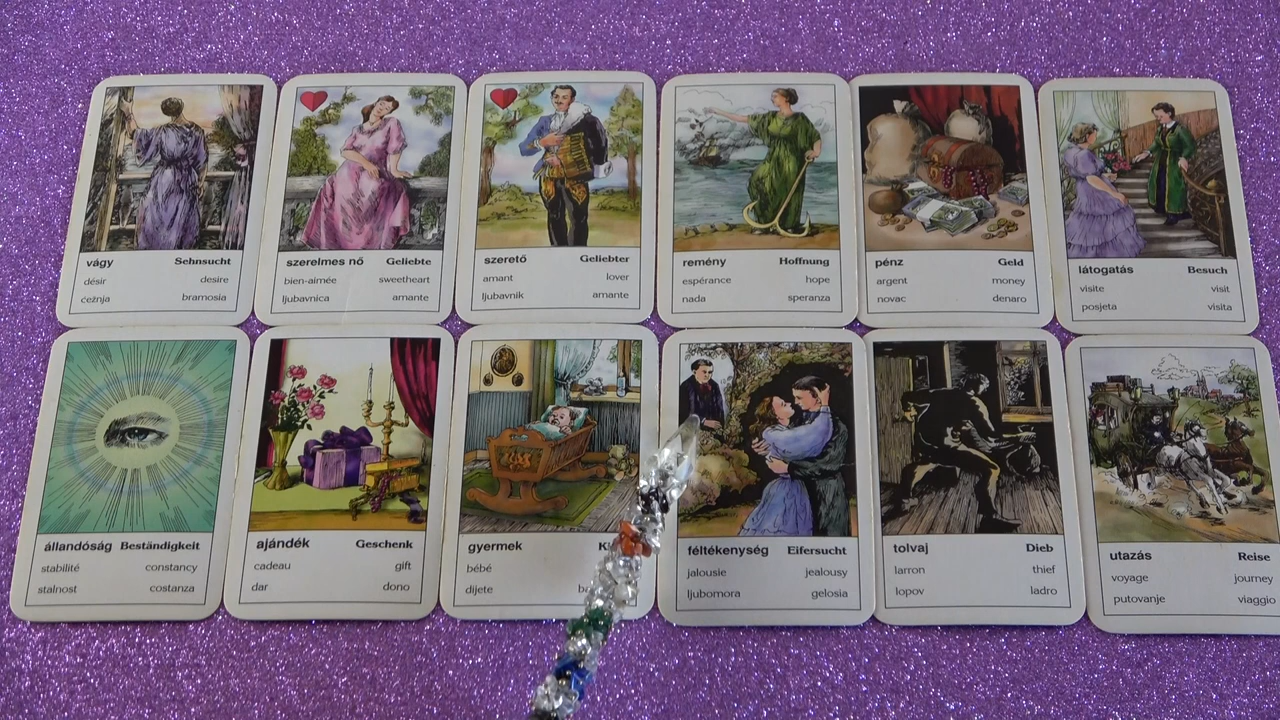 vágy Sehnsucht
désir desire
ćežnja bramosia
szerelmes nő Geliebte
bien-aimée sweetheart
ljubavnica amante
szerető Geliebter
amant lover
ljubavnik amante
remény Hoffnung
espérance hope
nada speranza
pénz Geld
argent money
novac denaro
látogatás Besuch
visite visit
posjeta visita
állandóság Beständigkeit
stabilité constancy
stalnost costanza
ajándék Geschenk
cadeau gift
dar dono
gyermek
bébé
dijete
féltékenység Eifersucht
jalousie jealousy
ljubomora gelosia
tolvaj Dieb
larron thief
lopov ladro
utazás Reise
voyage journey
putovanje viaggio